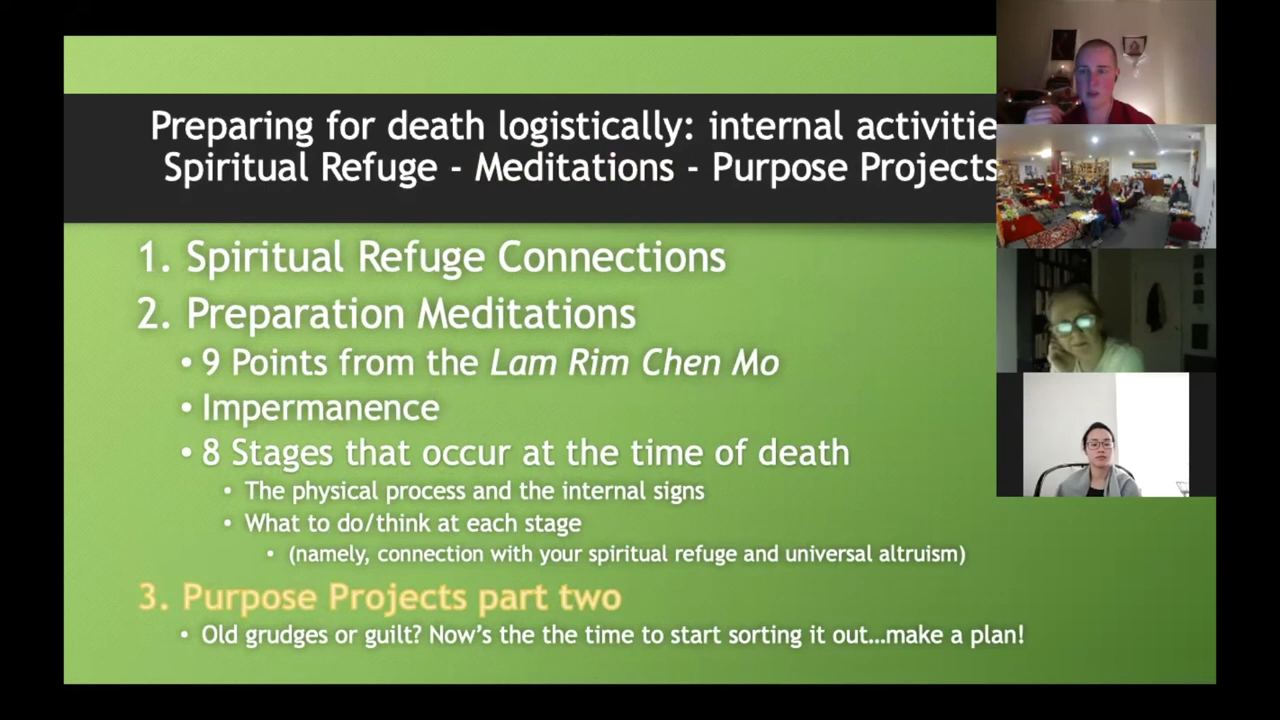 Preparing for death logistically: internal activitie
Spiritual Refuge - Meditations - Purpose Projects
1. Spiritual Refuge Connections
2. Preparation Meditations
• 9 Points from the Lam Rim Chen Mo
• Impermanence
• 8 Stages that occur at the time of death
• The physical process and the internal signs
• What to do/think at each stage
• (namely, connection with your spiritual refuge and universal altruism)
3. Purpose Projects part two
• Old grudges or guilt? Now's the the time to start sorting it out…make a plan!